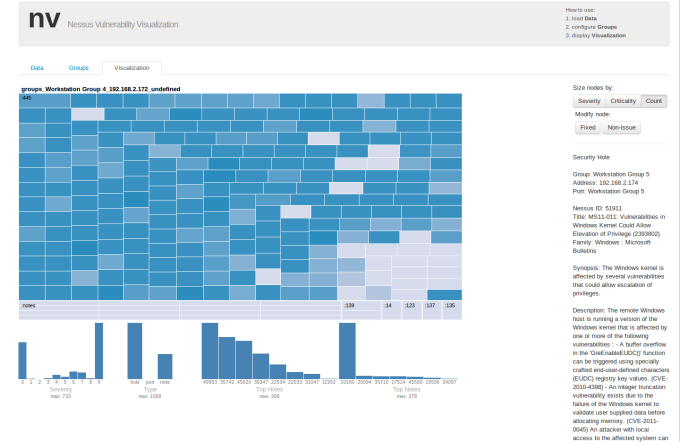 nv Nessus Vulnerability Visualization
How to use:
1. load Data
2. configure Groups
3. display Visualization
Data Groups Visualization
groups_Workstation Group 4_192.168.2.172_undefined
:445
:notes :139 :14 :123 :137 :135
0 1 2 3 4 5 6 7 8 9
Severity
max: 703
hole port note
Type
max: 1058
Top Holes
max: 308
Top Notes
max: 178
Size nodes by:
Severity Criticality Count
Modify node:
Fixed Non-Issue
Security Hole
Group: Workstation Group 5
Address: 192.168.2.174
Port: Workstation Group 5
Nessus ID: 51911
Title: MS11-011: Vulnerabilities in
Windows Kernel Could Allow
Elevation of Privilege (2393802)
Family: Windows : Microsoft
Bulletins
Synopsis: The Windows kernel is
affected by several vulnerabilities
that could allow escalation of
privileges.
Description: The remote Windows
host is running a version of the
Windows kernel that is affected by
one or more of the following
vulnerabilities : - A buffer overflow
in the 'GreEnableEUDC()' function
can be triggered using specially
crafted end-user-defined characters
(EUDC) registry key values. (CVE-
2010-4398) - An integer truncation
vulnerability exists due to the
failure of the Windows kernel to
validate user supplied data before
allocating memory. (CVE-2011-
0045) An attacker with local
access to the affected system can